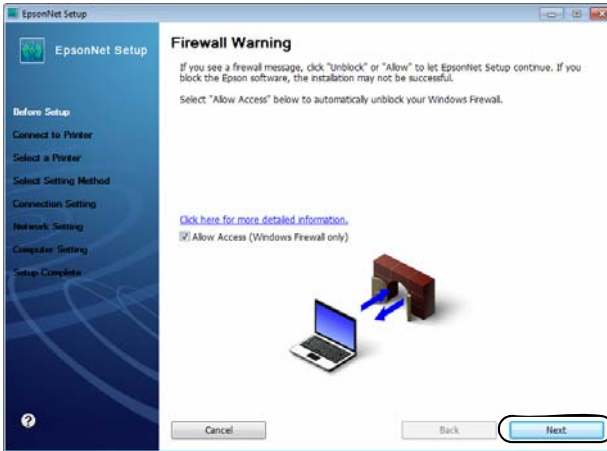 EpsonNet Setup
EpsonNet Setup
Before Setup
Connect to Printer
Select a Printer
Select Setting Method
Connection Setting
Network Setting
Computer Setting
Setup Complete
?
Firewall Warning
If you see a firewall message, click "Unblock" or "Allow" to let EpsonNet Setup continue. If you
block the Epson software, the installation may not be successful.
Select "Allow Access" below to automatically unblock your Windows Firewall.
Click here for more detailed information.
Allow Access (Windows Firewall only)
Cancel
Back
Next